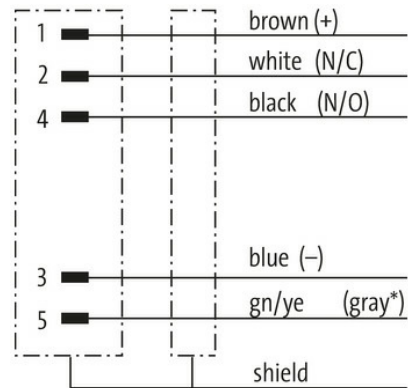 1 brown (+)
2 white (N/C)
4 black (N/O)
3 blue (–)
5 gn/ye (gray*)
shield